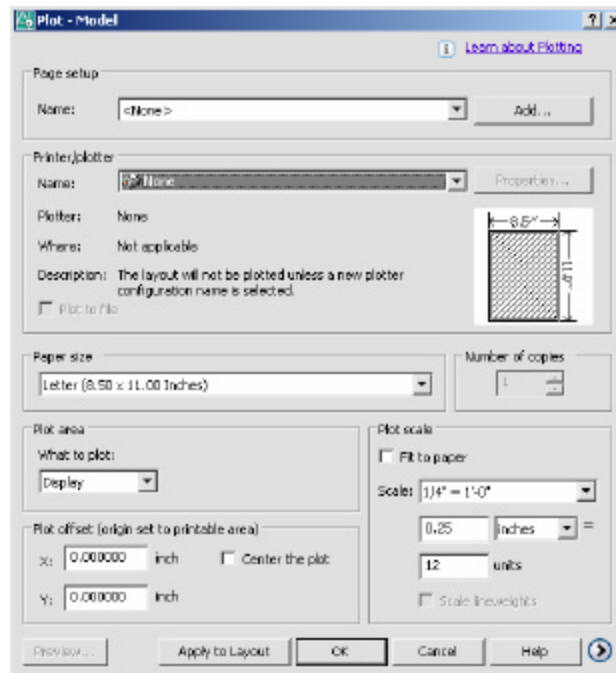 Plot - Model
Learn about Plotting
Page setup
Name: <None> Add...
Printer/plotter
Name: None Properties...
Plotter: None
Where: Not applicable
Description: The layout will not be plotted unless a new plotter
configuration name is selected.
Plot to file
8.5"
11.0"
Paper size
Letter (8.50 x 11.00 Inches)
Number of copies
1
Plot area
What to plot:
Display
Plot scale
Fit to paper
Scale: 1/4" = 1'-0"
0.25 inches =
12 units
Scale lineweights
Plot offset (origin set to printable area)
X: 0.000000 inch Center the plot
Y: 0.000000 inch
Preview... Apply to Layout OK Cancel Help